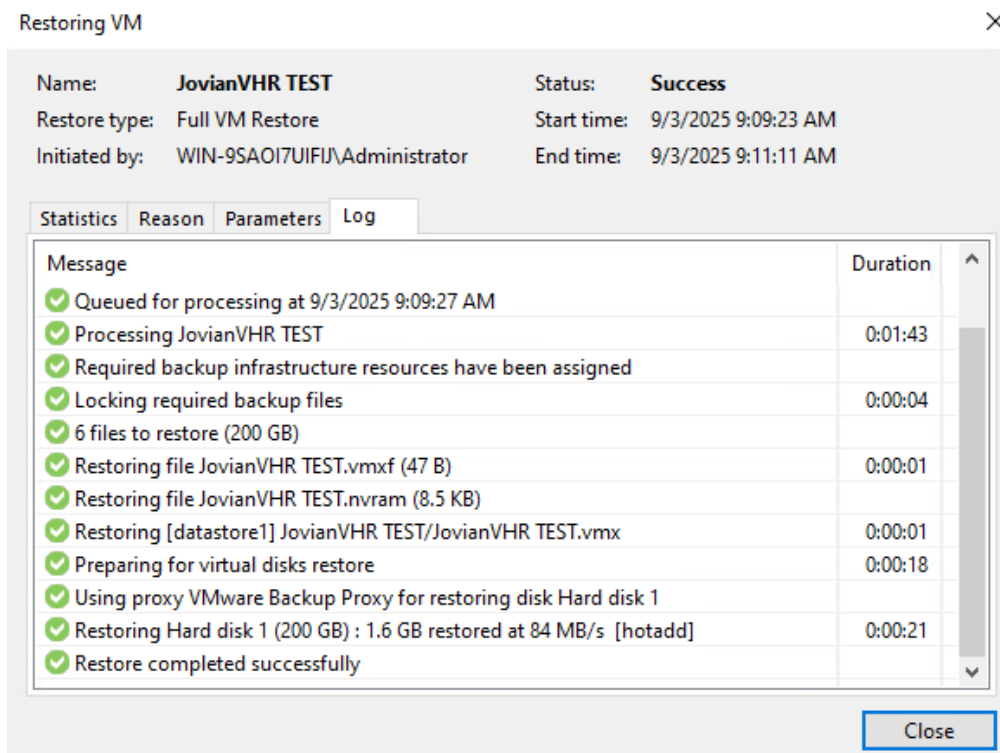 Restoring VM
Name: JovianVHR TEST Status: Success
Restore type: Full VM Restore Start time: 9/3/2025 9:09:23 AM
Initiated by: WIN-9SAOI7UIFIJ\Administrator End time: 9/3/2025 9:11:11 AM
Statistics Reason Parameters Log
Message Duration
Queued for processing at 9/3/2025 9:09:27 AM
Processing JovianVHR TEST 0:01:43
Required backup infrastructure resources have been assigned
Locking required backup files 0:00:04
6 files to restore (200 GB)
Restoring file JovianVHR TEST.vmxf (47 B) 0:00:01
Restoring file JovianVHR TEST.nvram (8.5 KB)
Restoring [datastore1] JovianVHR TEST/JovianVHR TEST.vmx 0:00:01
Preparing for virtual disks restore 0:00:18
Using proxy VMware Backup Proxy for restoring disk Hard disk 1
Restoring Hard disk 1 (200 GB) : 1.6 GB restored at 84 MB/s [hotadd] 0:00:21
Restore completed successfully
Close